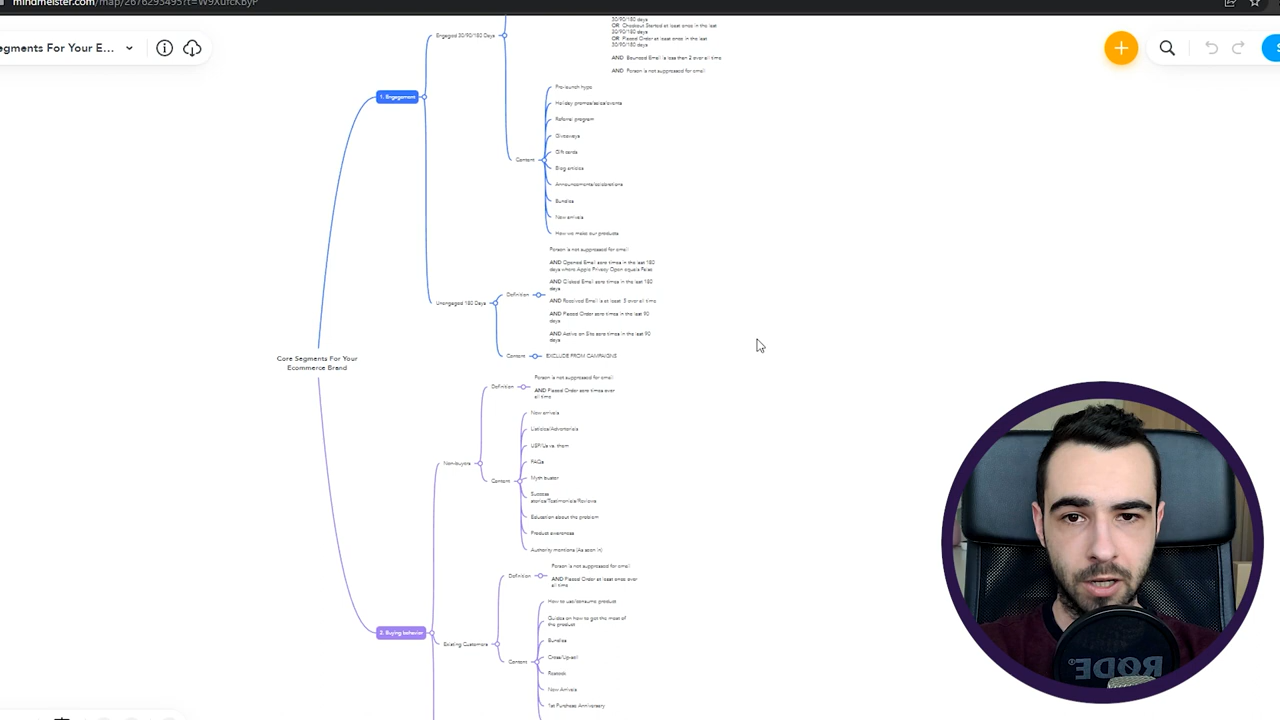 mindmeister.com/map/2676293495?t=W9XufcKByP
egments For Your E...
Engaged 30/90/180 Days
30/90/180 days
OR Checkout Started at least once in the last
30/90/180 days
OR Placed Order at least once in the last
30/90/180 days
AND Bounced Email is less then 2 over all time
AND Person is not suppressed for email
1. Engagement
Content
Pre-launch hype
Holiday promos/sales/events
Referral program
Giveaways
Gift cards
Blog articles
Announcements/celebrations
Bundles
New arrivals
How we make our products
Unengaged 180 Days
Definition
Person is not suppressed for email
AND Opened Email zero times in the last 180
days where Apple Privacy Open equals False
AND Clicked Email zero times in the last 180
days
AND Received Email is at least 5 over all time
AND Placed Order zero times in the last 90
days
AND Active on Site zero times in the last 90
days
Content
EXCLUDE FROM CAMPAIGNS
Core Segments For Your
Ecommerce Brand
Non-buyers
Definition
Person is not suppressed for email
AND Placed Order zero times over
all time
Content
New arrivals
Listicles/Advertorials
USP/Us vs. them
FAQs
Myth buster
Success
stories/Testimonials/Reviews
Education about the problem
Product awareness
Authority mentions (As seen in)
2. Buying behavior
Existing Customers
Definition
Person is not suppressed for email
AND Placed Order at least once over
all time
Content
How to use/consume product
Guides on how to get the most of
the product
Bundles
Cross/Up-sell
Restock
New Arrivals
1st Purchase Anniversary
RODE